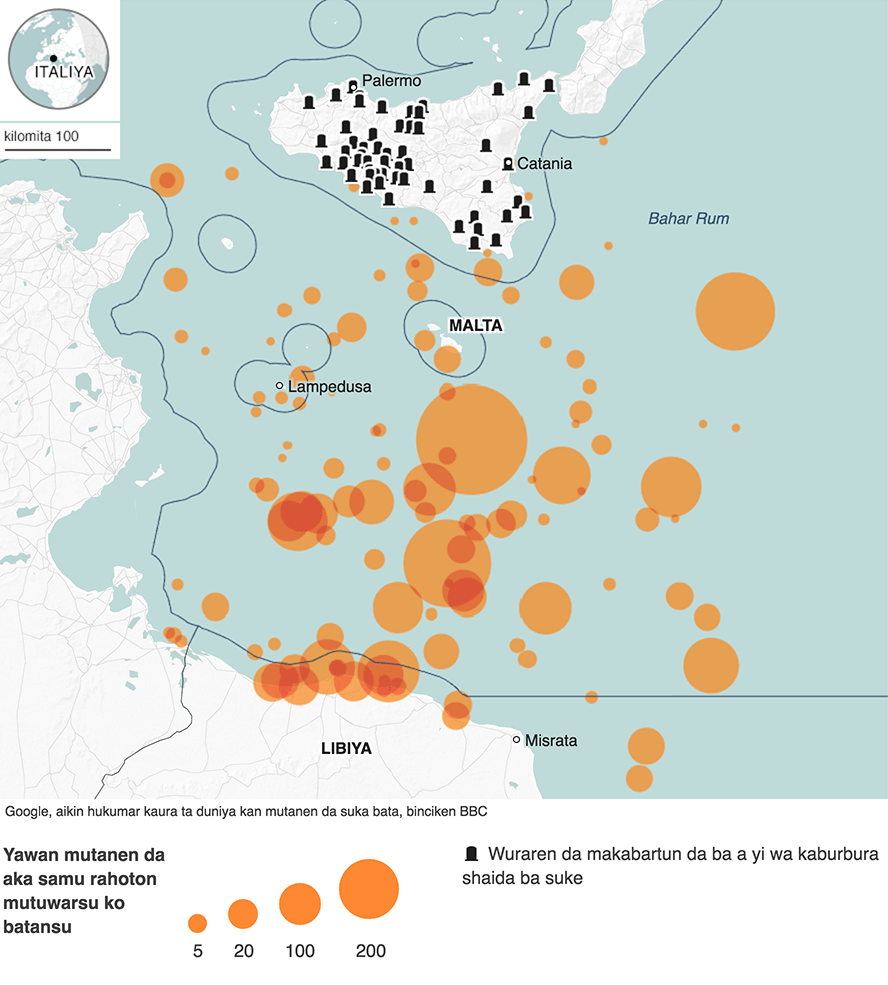 ITALIYA
kilomita 100
Palermo
Catania
Bahar Rum
MALTA
Lampedusa
Misrata
LIBIYA
Google, aikin hukumar kaura ta duniya kan mutanen da suka bata, binciken BBC
Yawan mutanen da
aka samu rahoton
mutuwarsu ko
batansu
5 20 100 200
Wuraren da makabartun da ba a yi wa kaburbura
shaida ba suke